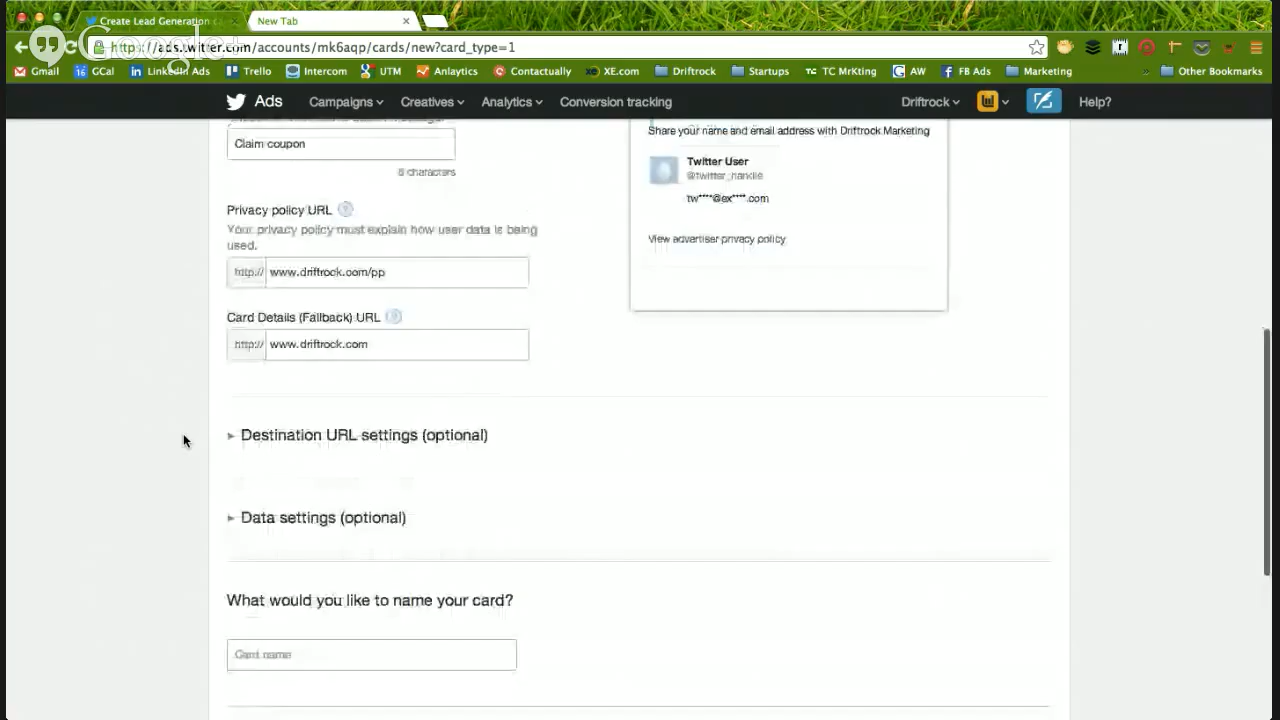 Create Lead Generation ca
New Tab
Google+
https://ads.twitter.com/accounts/mk6aqp/cards/new?card_type=1
Gmail GCal LinkedIn Ads Trello Intercom UTM Anlaytics Contactually XE.com Driftrock Startups TC MrKting AW FB Ads Marketing » Other Bookmarks
Ads Campaigns Creatives Analytics Conversion tracking Driftrock Help?
Claim coupon
characters
Privacy policy URL
Your privacy policy must explain how user data is being
used.
http:// www.driftrock.com/pp
Card Details (Fallback) URL
http:// www.driftrock.com
Share your name and email address with Driftrock Marketing
Twitter User
@twitter_handle
tw****@ex****.com
View advertiser privacy policy
Destination URL settings (optional)
Data settings (optional)
What would you like to name your card?
Card name